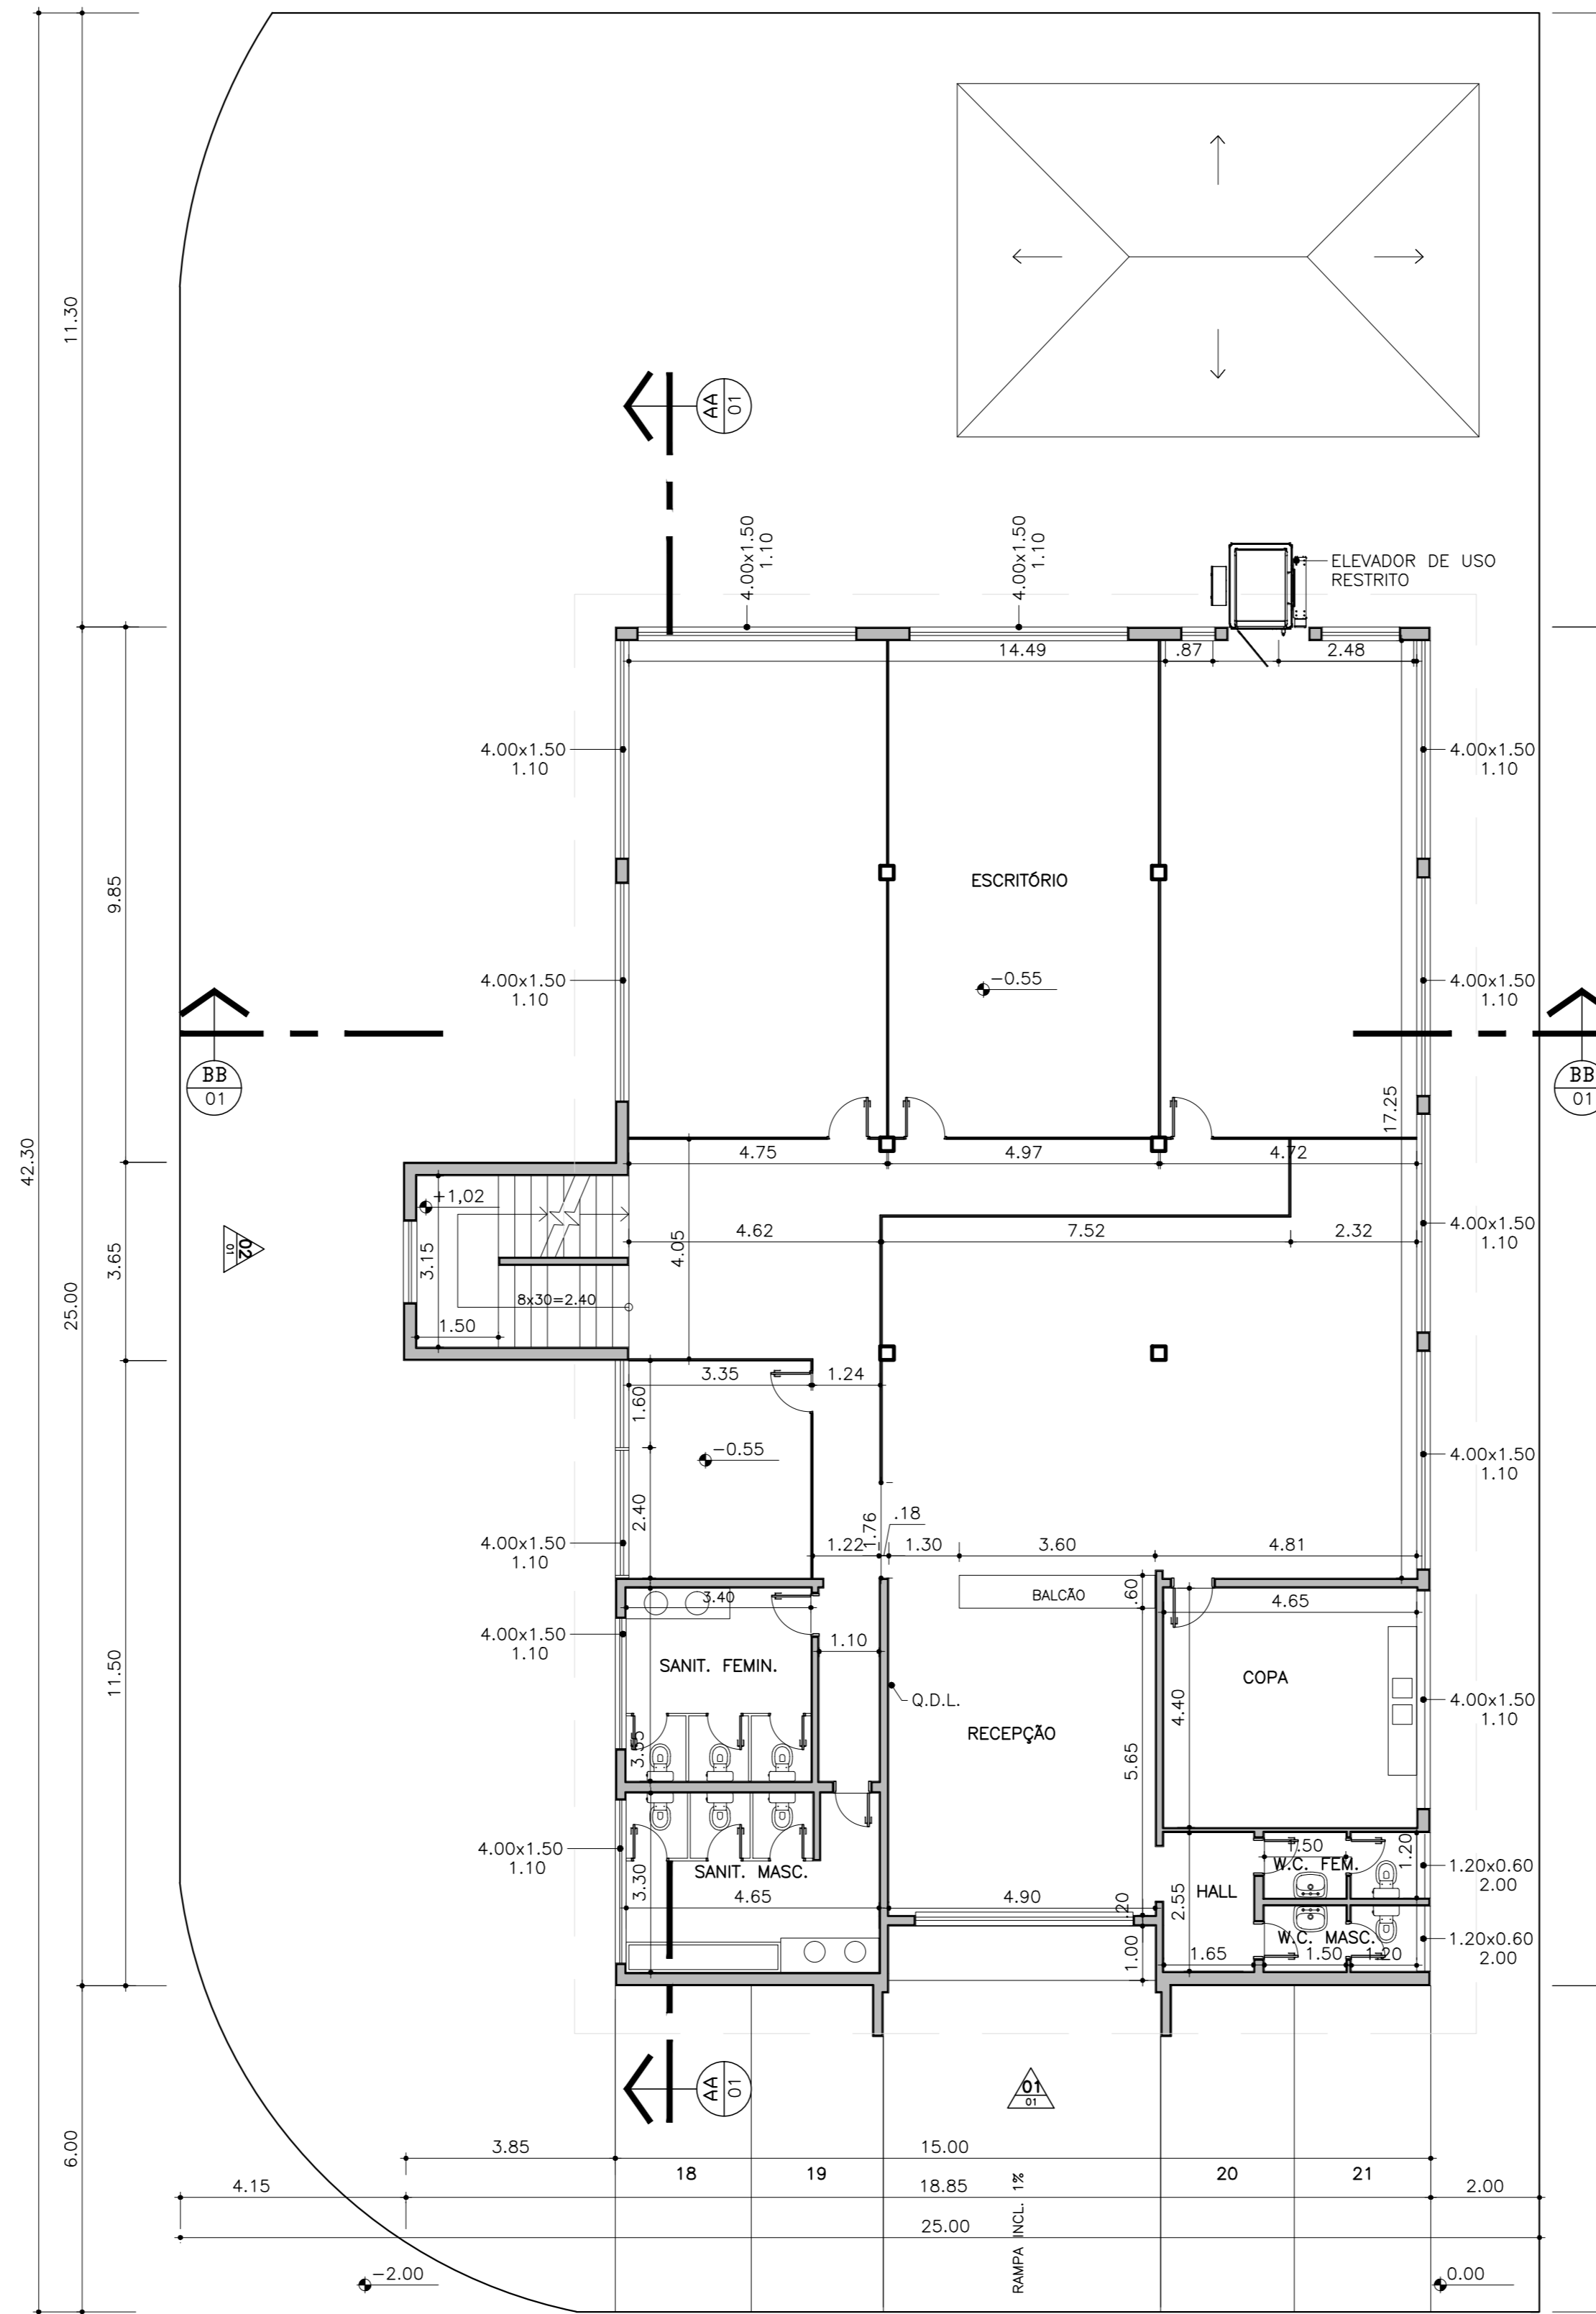 11.30
AA
01
4.00x1.50
1.10
4.00x1.50
1.10
ELEVADOR DE USO
RESTRITO
14.49
.87
2.48
4.00x1.50
1.10
4.00x1.50
1.10
9.85
ESCRITÓRIO
-0.55
4.00x1.50
1.10
4.00x1.50
1.10
BB
01
BB
01
17.25
42.30
4.75
4.97
4.72
+1,02
4.62
7.52
2.32
4.00x1.50
1.10
02
01
3.65
3.15
4.05
25.00
8x30=2.40
1.50
3.35
1.24
1.60
-0.55
4.00x1.50
1.10
2.40
1.76
.18
4.00x1.50
1.10
1.22
1.30
3.60
4.81
BALCÃO
.60
3.40
4.65
4.00x1.50
1.10
1.10
SANIT. FEMIN.
COPA
11.50
Q.D.L.
4.40
4.00x1.50
1.10
RECEPÇÃO
3.55
5.65
4.00x1.50
1.10
SANIT. MASC.
3.30
4.65
4.90
.20
1.50
W.C. FEM.
1.20
1.20x0.60
2.00
HALL
2.55
W.C. MASC.
1.20x0.60
2.00
1.00
1.65
1.50
1.20
AA
01
01
01
6.00
3.85
15.00
18
19
20
21
4.15
18.85
2.00
25.00
RAMPA INCL. 1%
-2.00
0.00